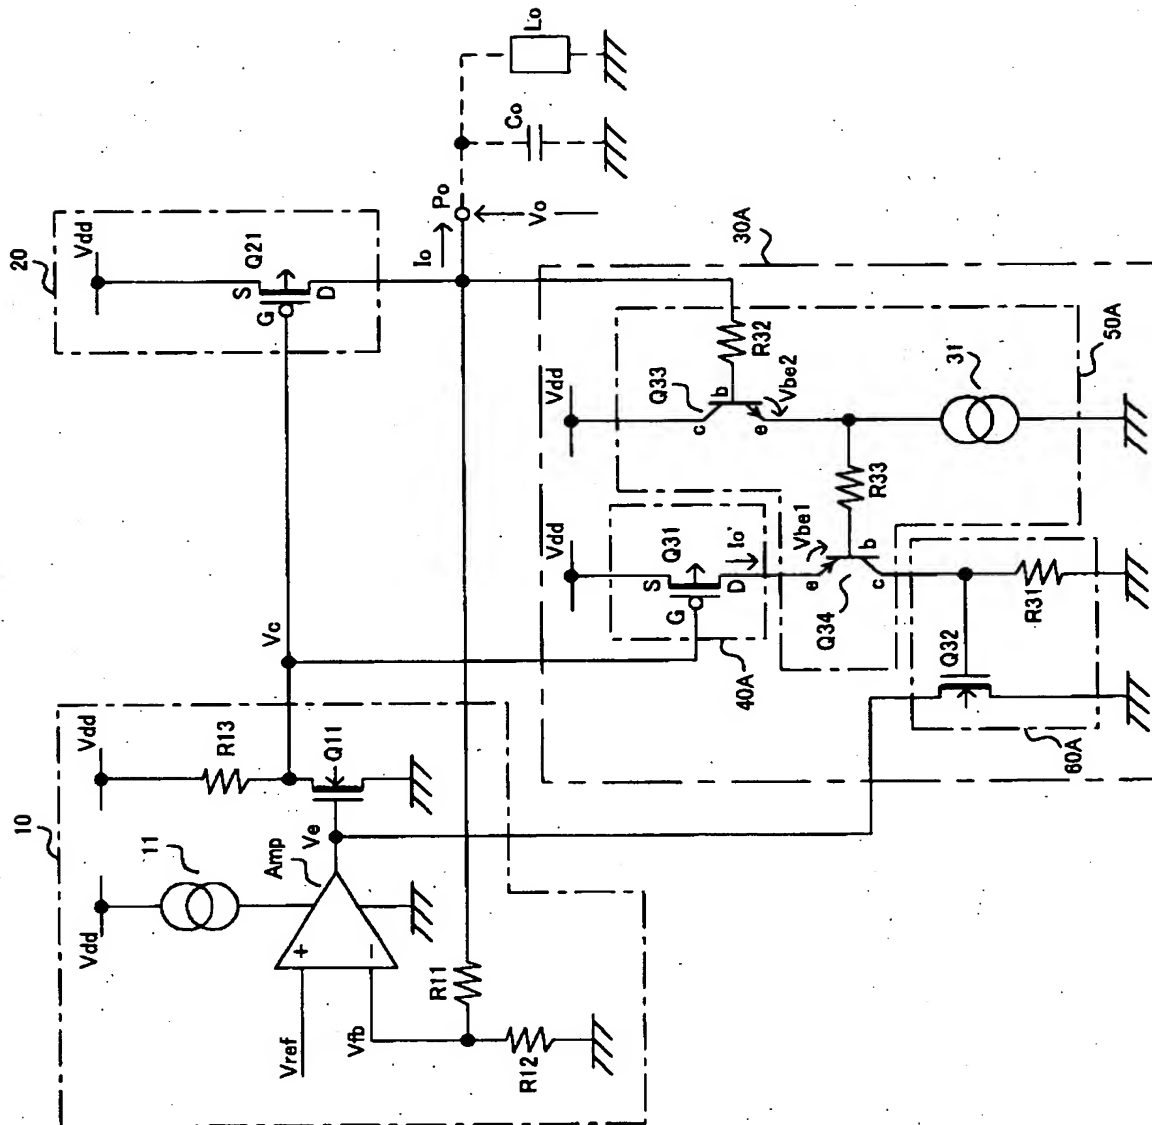 10
Vdd
11
Vdd
R13
Amp
Ve
Q11
Vc
Vref
Vfb
+
−
R11
R12
20
Vdd
S
Q21
G
D
Io
Po
Vo
Co
Lo
30A
Vdd
Q33
c
b
e
R32
Vbe2
31
50A
R33
Vdd
S
Q31
G
D
Io'
40A
Vbe1
e
b
c
Q34
Q32
R31
60A